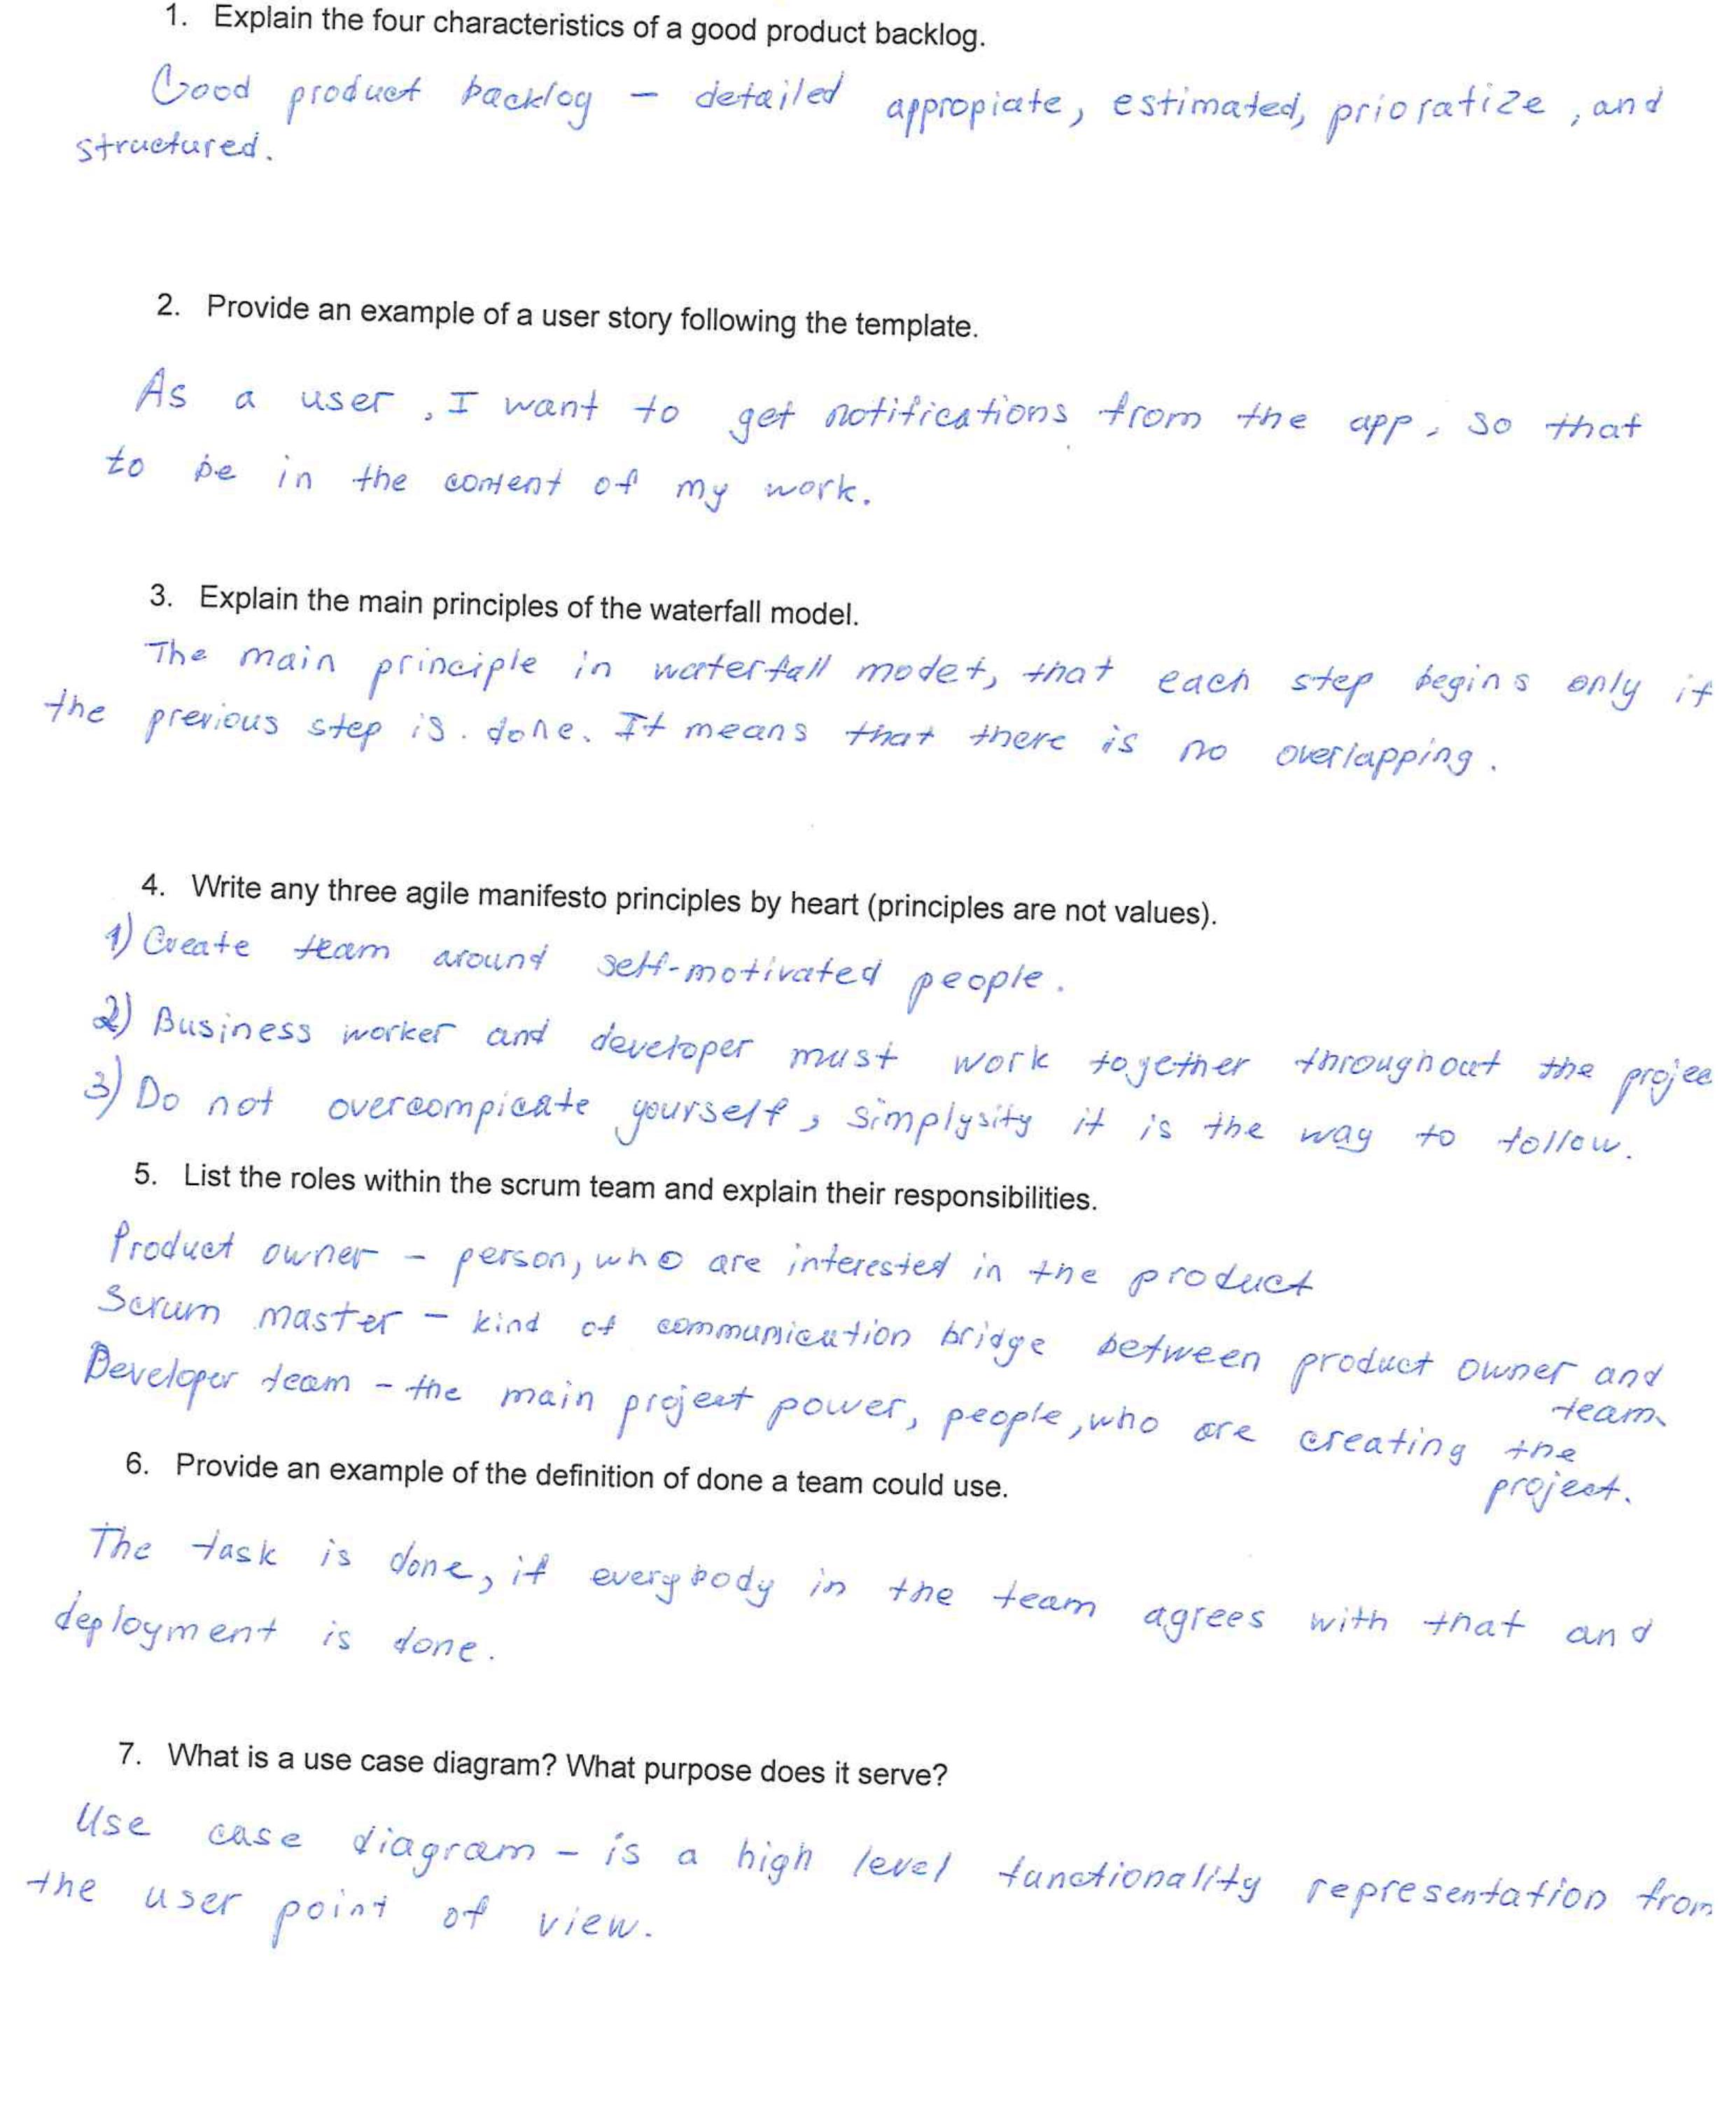 1. Explain the four characteristics of a good product backlog.
Good product backlog - detailed appropiate, estimated, prioratize, and
structured.
2. Provide an example of a user story following the template.
As a user, I want to get notifications from the app, so that
to be in the content of my work.
3. Explain the main principles of the waterfall model.
The main principle in waterfall model, that each step begins only if
the previous step is done. It means that there is no overlapping.
4. Write any three agile manifesto principles by heart (principles are not values).
1) Create team around self-motivated people.
2) Business worker and developer must work together throughout the projec
3) Do not overcompicate yourself, simplysity it is the way to follow.
5. List the roles within the scrum team and explain their responsibilities.
Product owner - person, who are interested in the product
Scrum master - kind of communication bridge between product owner and
team.
Developer team - the main project power, people, who are creating the
project.
6. Provide an example of the definition of done a team could use.
The task is done, if everybody in the team agrees with that and
deployment is done.
7. What is a use case diagram? What purpose does it serve?
Use case diagram - is a high level functionality representation from
the user point of view.